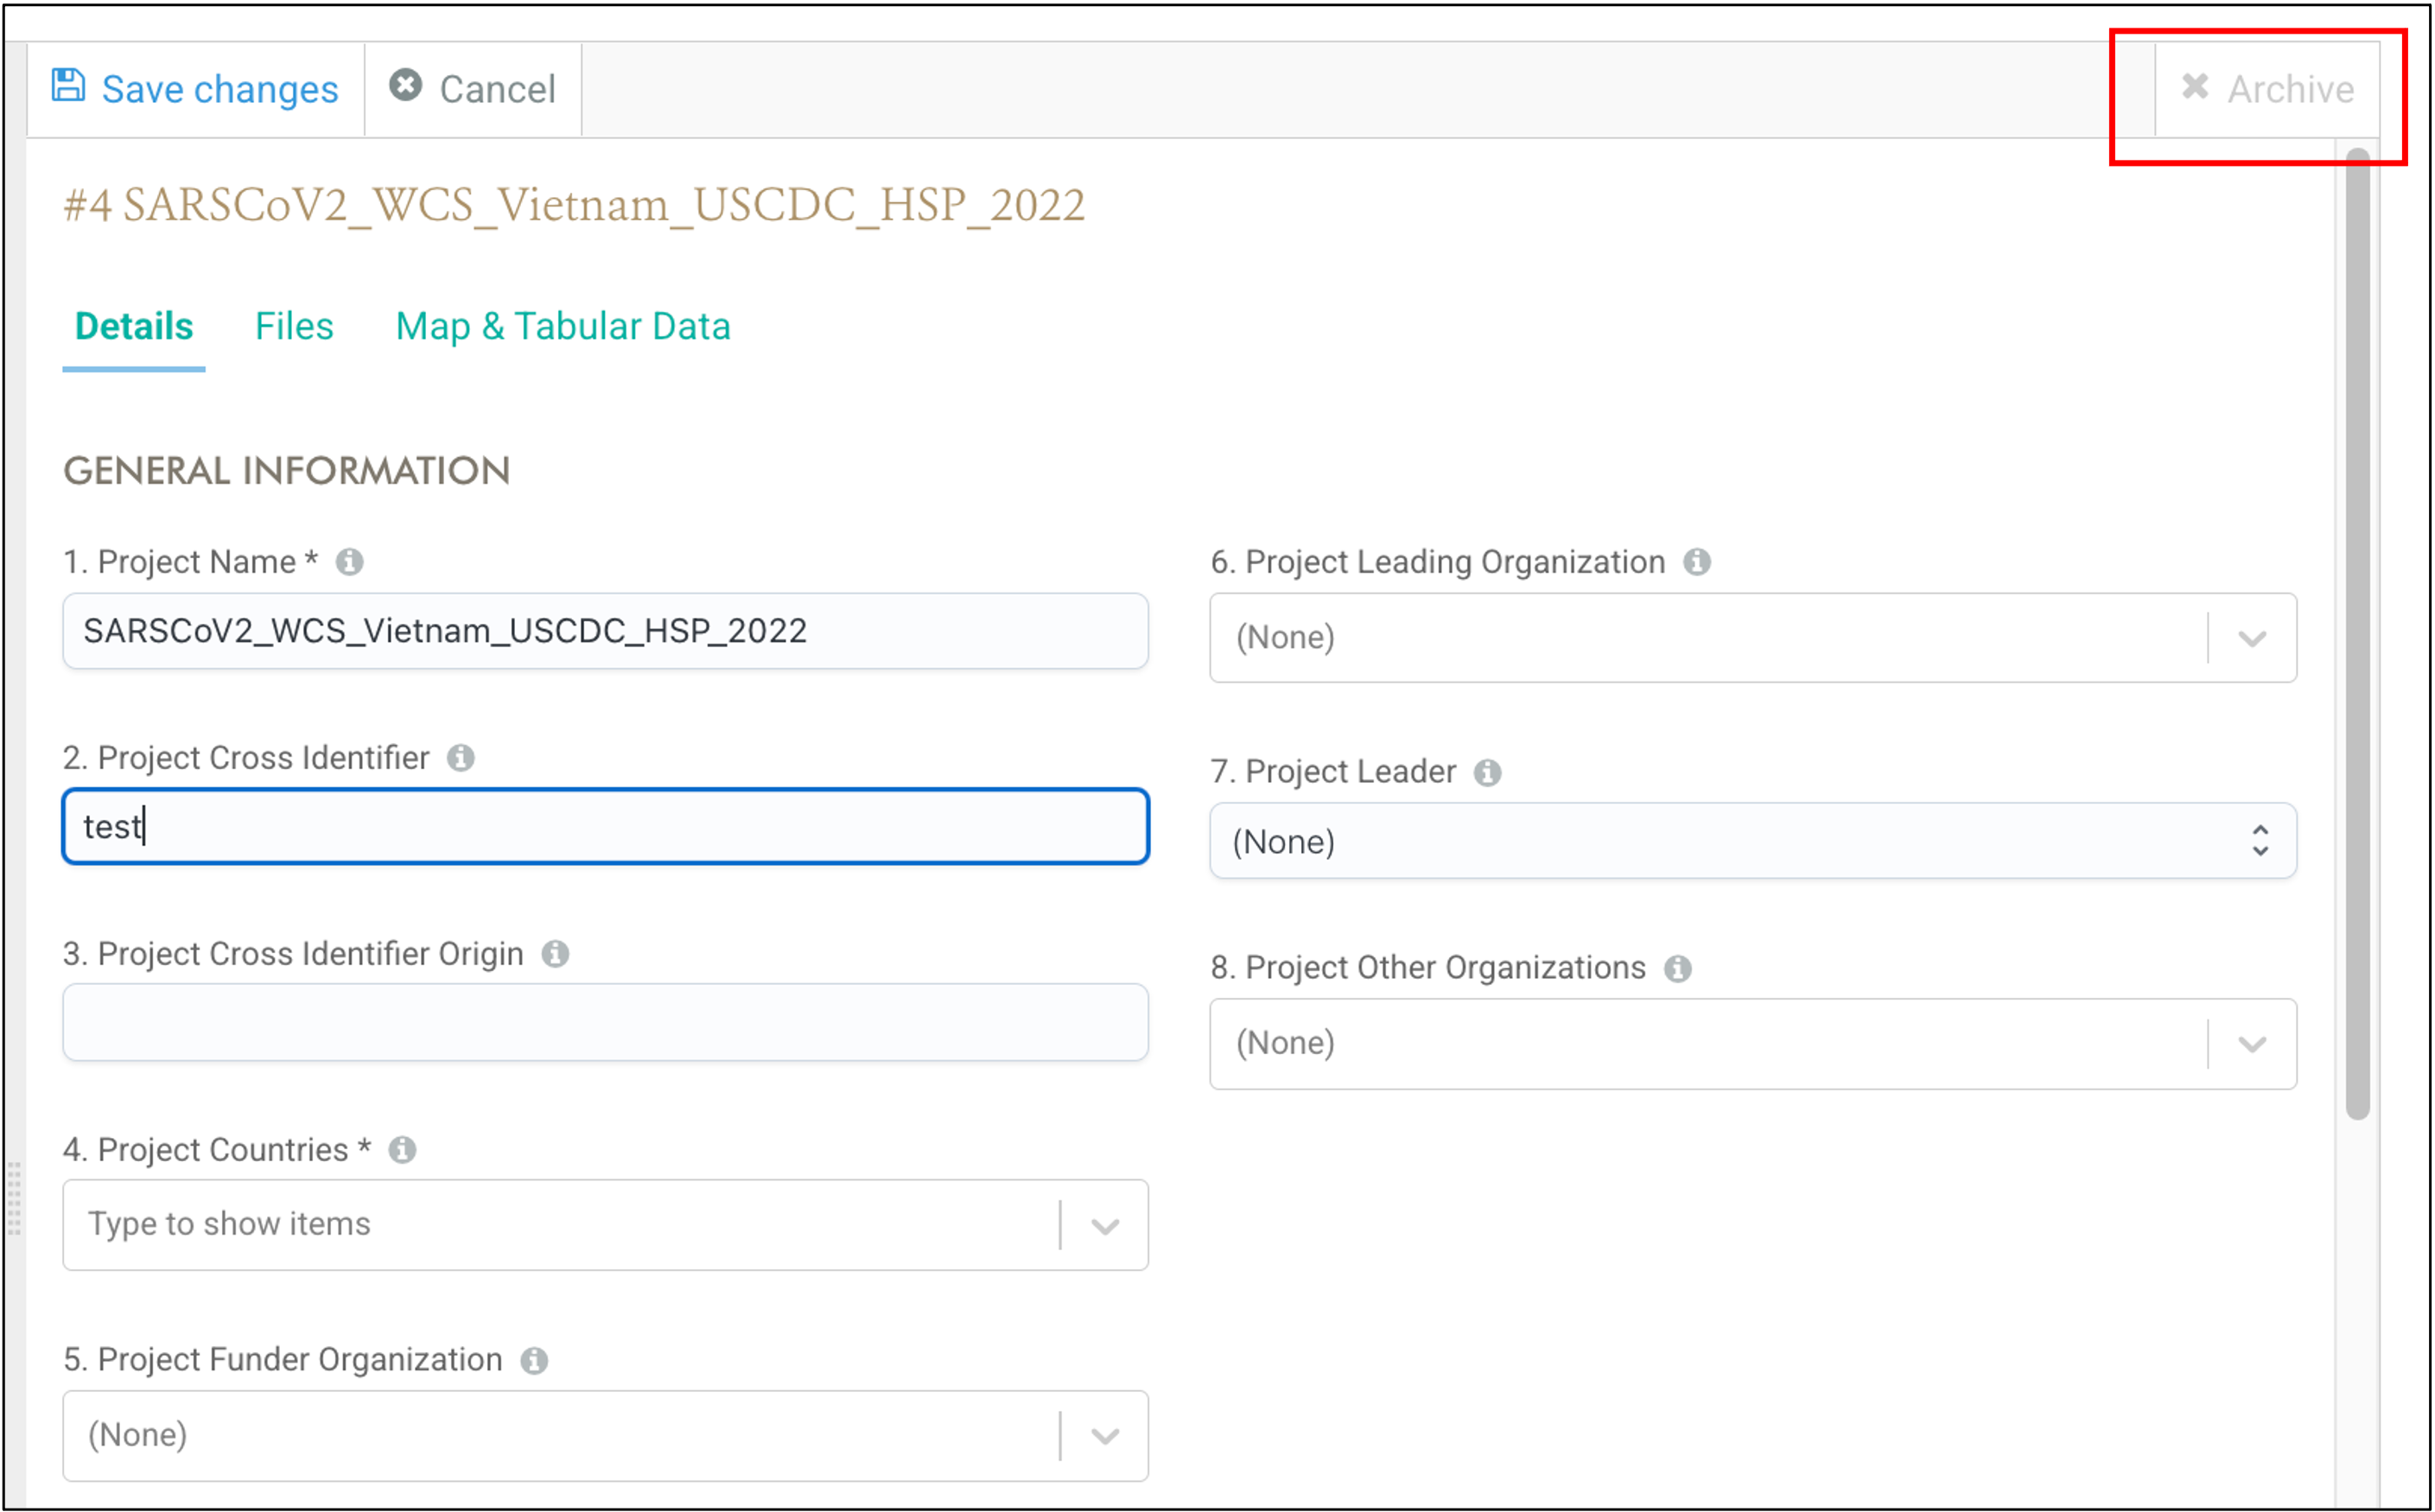 Save changes
Cancel
Archive
#4 SARSCoV2_WCS_Vietnam_USCDC_HSP_2022
Details
Files
Map & Tabular Data
GENERAL INFORMATION
1. Project Name *
SARSCoV2_WCS_Vietnam_USCDC_HSP_2022
2. Project Cross Identifier
test
3. Project Cross Identifier Origin
4. Project Countries *
Type to show items
5. Project Funder Organization
(None)
6. Project Leading Organization
(None)
7. Project Leader
(None)
8. Project Other Organizations
(None)